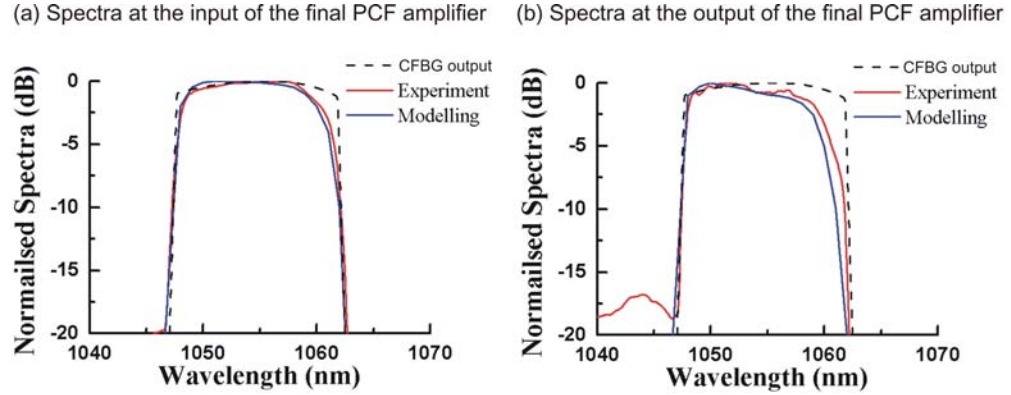 (a) Spectra at the input of the final PCF amplifier
(b) Spectra at the output of the final PCF amplifier
Normailsed Spectra (dB)
0
-5
-10
-15
-20
CFBG output
Experiment
Modelling
1040
1050
1060
1070
Wavelength (nm)
Normailsed Spectra (dB)
0
-5
-10
-15
-20
CFBG output
Experiment
Modelling
1040
1050
1060
1070
Wavelength (nm)